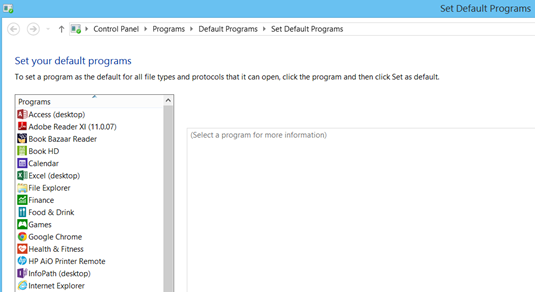 Set Default Programs
Control Panel Programs Default Programs Set Default Programs
Set your default programs
To set a program as the default for all file types and protocols that it can open, click the program and then click Set as default.
Programs
Access (desktop)
(Select a program for more information)
Adobe Reader XI (11.0.07)
Book Bazaar Reader
Book HD
Calendar
Excel (desktop)
File Explorer
Finance
Food & Drink
Games
Google Chrome
Health & Fitness
HP AiO Printer Remote
InfoPath (desktop)
Internet Explorer